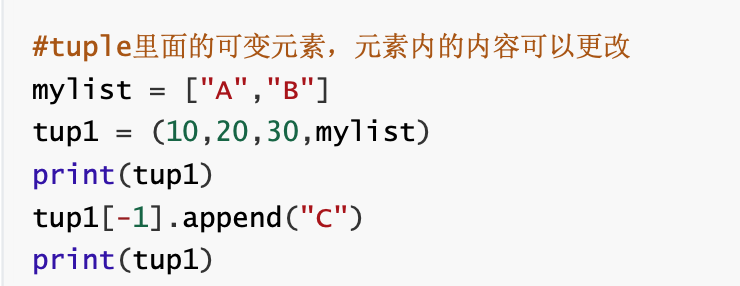 #tuple里面的可变元素，元素内的内容可以更改
mylist = ["A","B"]
tup1 = (10,20,30,mylist)
print(tup1)
tup1[-1].append("C")
print(tup1)